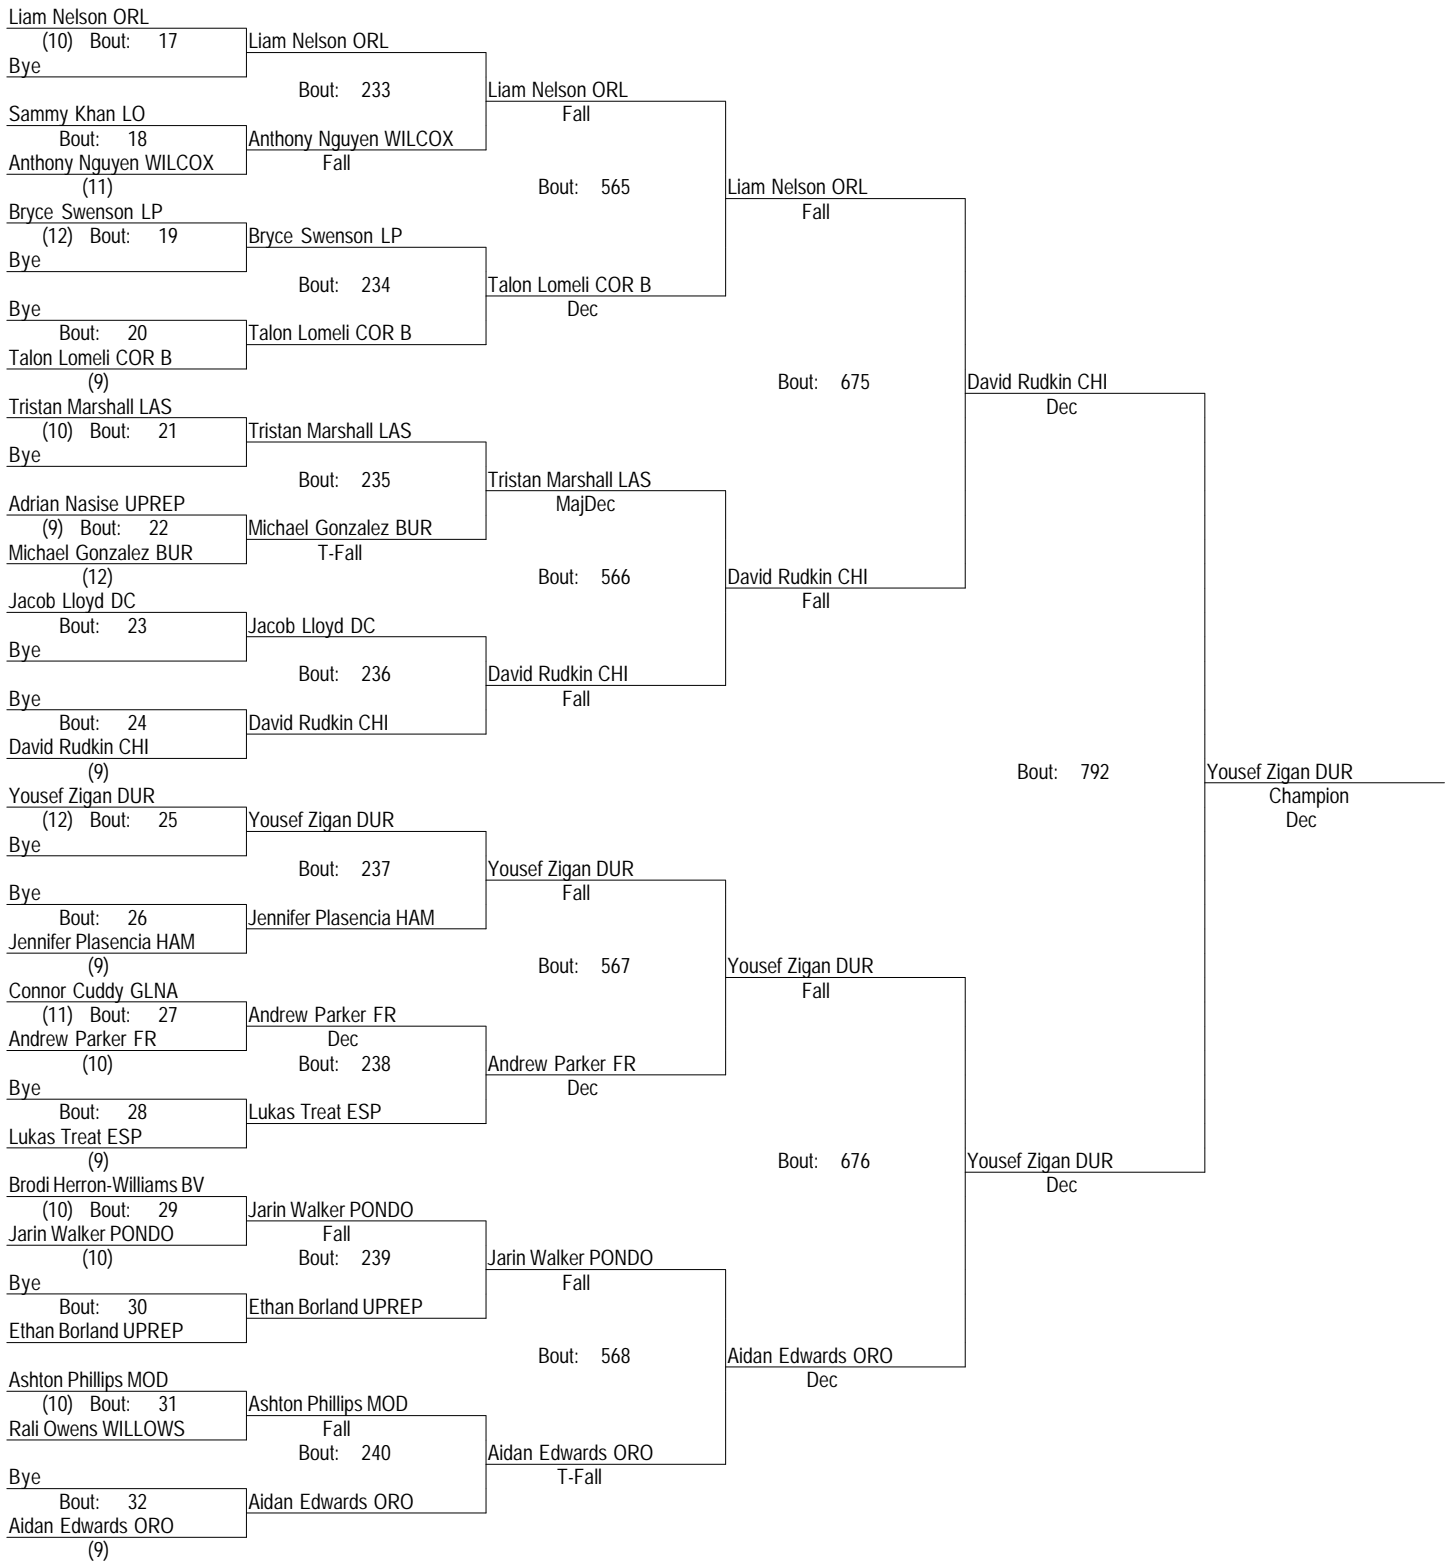 Liam Nelson ORL
(10) Bout: 17
Bye
Sammy Khan LO
Bout: 18
Anthony Nguyen WILCOX
(11)
Bryce Swenson LP
(12) Bout: 19
Bye
Bye
Bout: 20
Talon Lomeli COR B
(9)
Tristan Marshall LAS
(10) Bout: 21
Bye
Adrian Nasise UPREP
(9) Bout: 22
Michael Gonzalez BUR
(12)
Jacob Lloyd DC
Bout: 23
Bye
Bye
Bout: 24
David Rudkin CHI
(9)
Yousef Zigan DUR
(12) Bout: 25
Bye
Bye
Bout: 26
Jennifer Plasencia HAM
(9)
Connor Cuddy GLNA
(11) Bout: 27
Andrew Parker FR
(10)
Bye
Bout: 28
Lukas Treat ESP
(9)
Brodi Herron-Williams BV
(10) Bout: 29
Jarin Walker PONDO
(10)
Bye
Bout: 30
Ethan Borland UPREP
Ashton Phillips MOD
(10) Bout: 31
Rali Owens WILLOWS
Bye
Bout: 32
Aidan Edwards ORO
(9)
Liam Nelson ORL
Bout: 233
Anthony Nguyen WILCOX
Fall
Bryce Swenson LP
Bout: 234
Talon Lomeli COR B
Tristan Marshall LAS
Bout: 235
Michael Gonzalez BUR
T-Fall
Jacob Lloyd DC
Bout: 236
David Rudkin CHI
Yousef Zigan DUR
Bout: 237
Jennifer Plasencia HAM
Andrew Parker FR
Dec
Bout: 238
Lukas Treat ESP
Jarin Walker PONDO
Fall
Bout: 239
Ethan Borland UPREP
Ashton Phillips MOD
Fall
Bout: 240
Aidan Edwards ORO
Liam Nelson ORL
Fall
Bout: 565
Talon Lomeli COR B
Dec
Tristan Marshall LAS
MajDec
Bout: 566
David Rudkin CHI
Fall
Yousef Zigan DUR
Fall
Bout: 567
Andrew Parker FR
Dec
Jarin Walker PONDO
Fall
Bout: 568
Aidan Edwards ORO
T-Fall
Liam Nelson ORL
Fall
Bout: 675
David Rudkin CHI
Fall
Yousef Zigan DUR
Fall
Bout: 676
Aidan Edwards ORO
Dec
David Rudkin CHI
Dec
Bout: 792
Yousef Zigan DUR
Dec
Yousef Zigan DUR
Champion
Dec